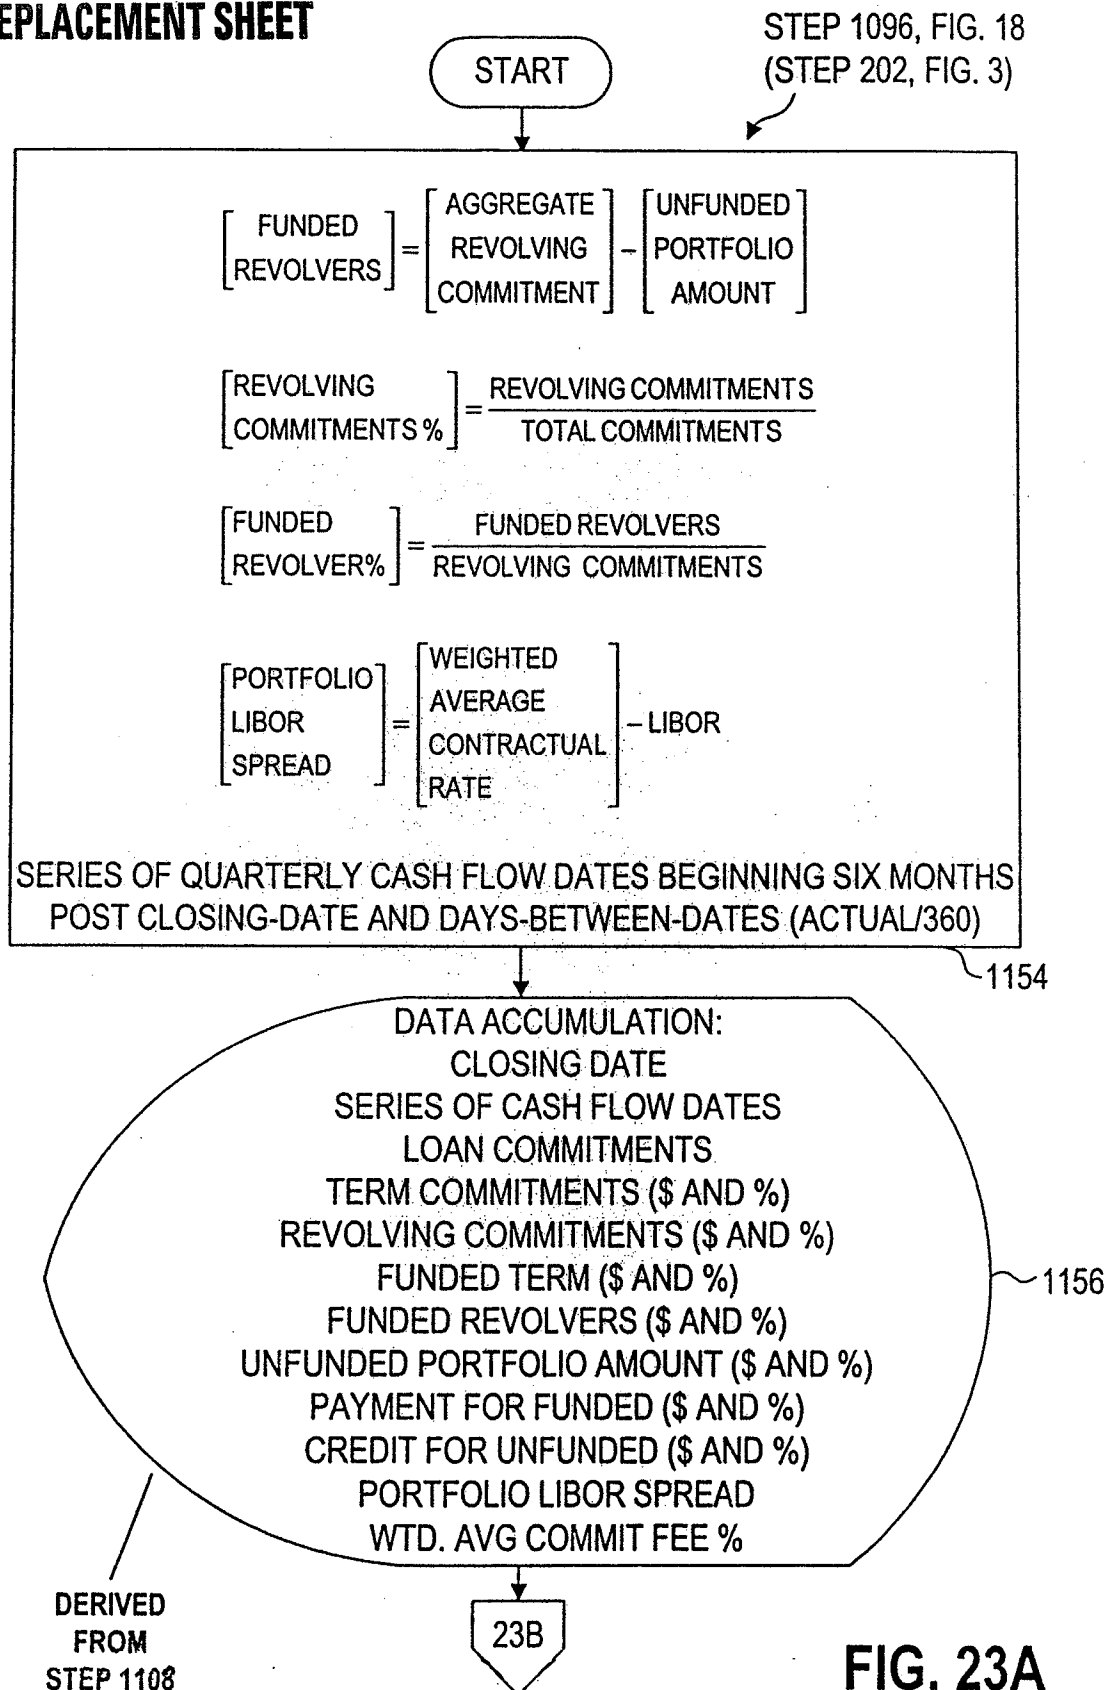 EPLACEMENT SHEET
STEP 1096, FIG. 18
(STEP 202, FIG. 3)
START
[FUNDED REVOLVERS] = [AGGREGATE REVOLVING COMMITMENT] – [UNFUNDED PORTFOLIO AMOUNT]
[REVOLVING COMMITMENTS %] = REVOLVING COMMITMENTS / TOTAL COMMITMENTS
[FUNDED REVOLVER%] = FUNDED REVOLVERS / REVOLVING COMMITMENTS
[PORTFOLIO LIBOR SPREAD] = [WEIGHTED AVERAGE CONTRACTUAL RATE] – LIBOR
SERIES OF QUARTERLY CASH FLOW DATES BEGINNING SIX MONTHS
POST CLOSING-DATE AND DAYS-BETWEEN-DATES (ACTUAL/360)
1154
DATA ACCUMULATION:
CLOSING DATE
SERIES OF CASH FLOW DATES
LOAN COMMITMENTS
TERM COMMITMENTS ($ AND %)
REVOLVING COMMITMENTS ($ AND %)
FUNDED TERM ($ AND %)
1156
FUNDED REVOLVERS ($ AND %)
UNFUNDED PORTFOLIO AMOUNT ($ AND %)
PAYMENT FOR FUNDED ($ AND %)
CREDIT FOR UNFUNDED ($ AND %)
PORTFOLIO LIBOR SPREAD
WTD. AVG COMMIT FEE %
DERIVED
FROM
STEP 1108
23B
FIG. 23A